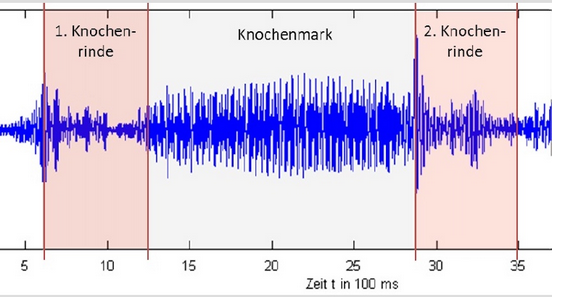 1. Knochen-
rinde
Knochenmark
2. Knochen-
rinde
5 10 15 20 25 30 35
Zeit t in 100 ms